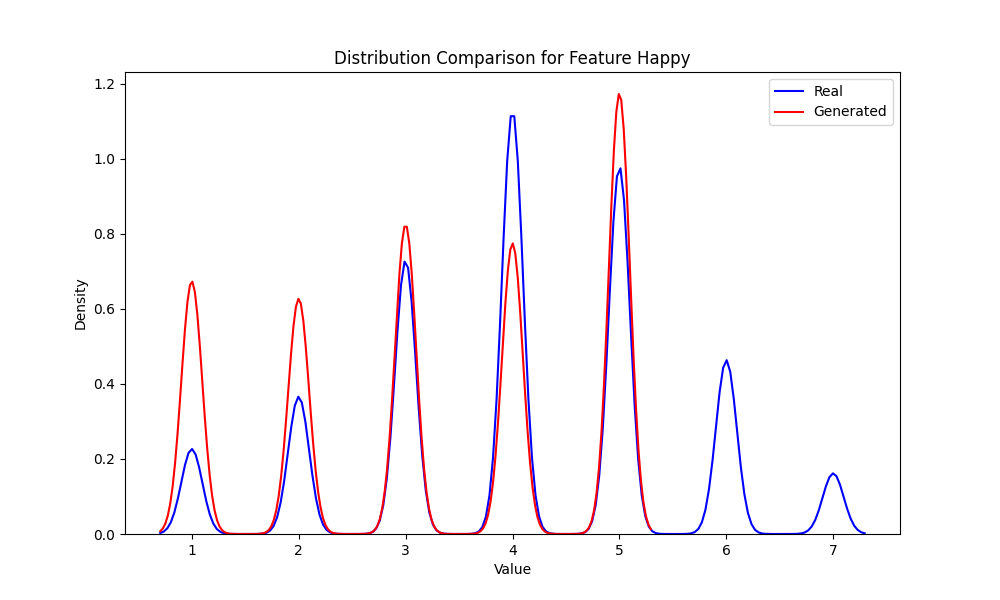 Distribution Comparison for Feature Happy
Real
Generated
Density
1.2
1.0
0.8
0.6
0.4
0.2
0.0
1 2 3 4 5 6 7
Value